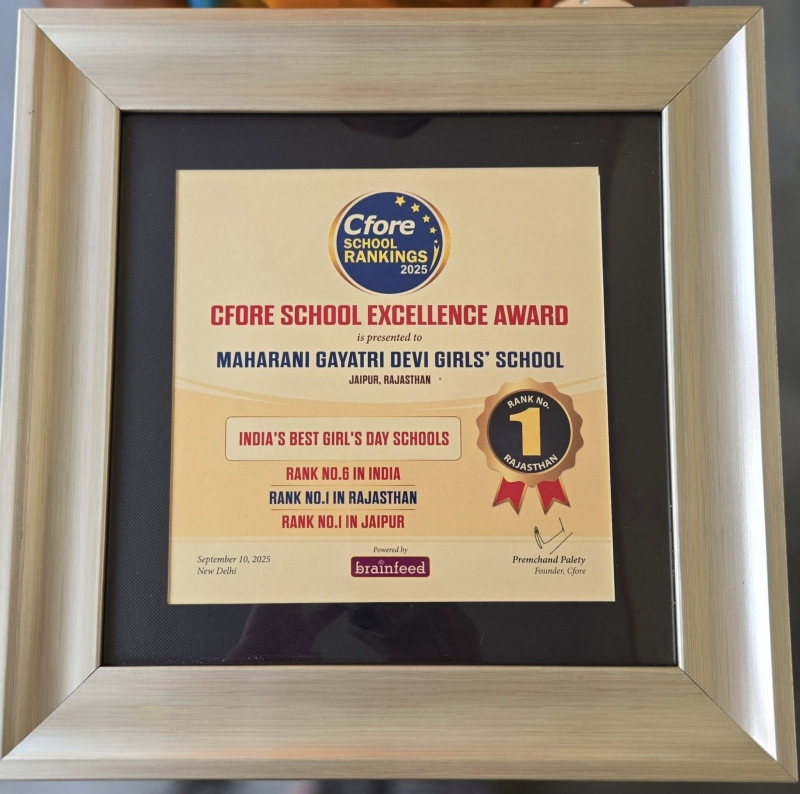 Cfore
SCHOOL
RANKINGS
2025
CFORE SCHOOL EXCELLENCE AWARD
is presented to
MAHARANI GAYATRI DEVI GIRLS' SCHOOL
JAIPUR, RAJASTHAN
INDIA'S BEST GIRL'S DAY SCHOOLS
RANK NO.6 IN INDIA
RANK NO.1 IN RAJASTHAN
RANK NO.1 IN JAIPUR
RANK No.
1
RAJASTHAN
September 10, 2025
New Delhi
Powered by
brainfeed
Premchand Palety
Founder, Cfore